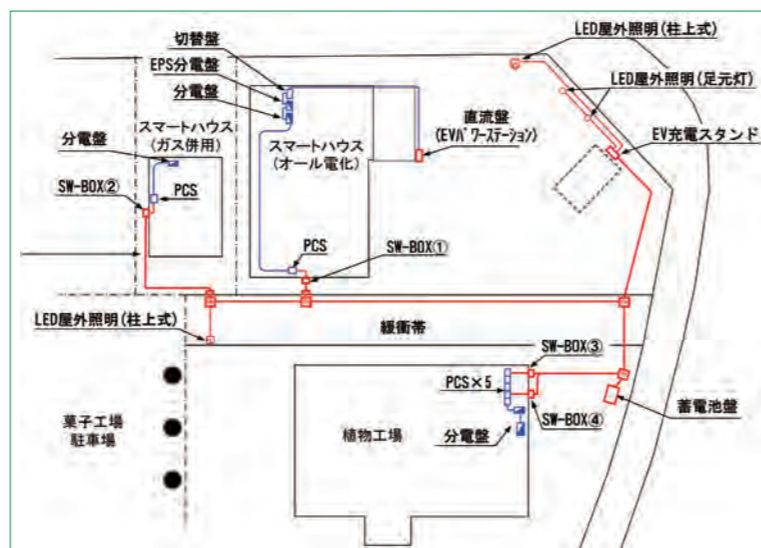 LED屋外照明(柱上式)
切替盤
EPS分電盤
分電盤
LED屋外照明(足元灯)
スマートハウス
(ガス併用)
分電盤
スマートハウス
(オール電化)
直流盤
(EVパワーステーション)
EV充電スタンド
SW-BOX②
PCS
PCS
SW-BOX①
LED屋外照明(柱上式)
緩衝帯
SW-BOX③
PCS×5
蓄電池盤
SW-BOX④
菓子工場
駐車場
植物工場
分電盤